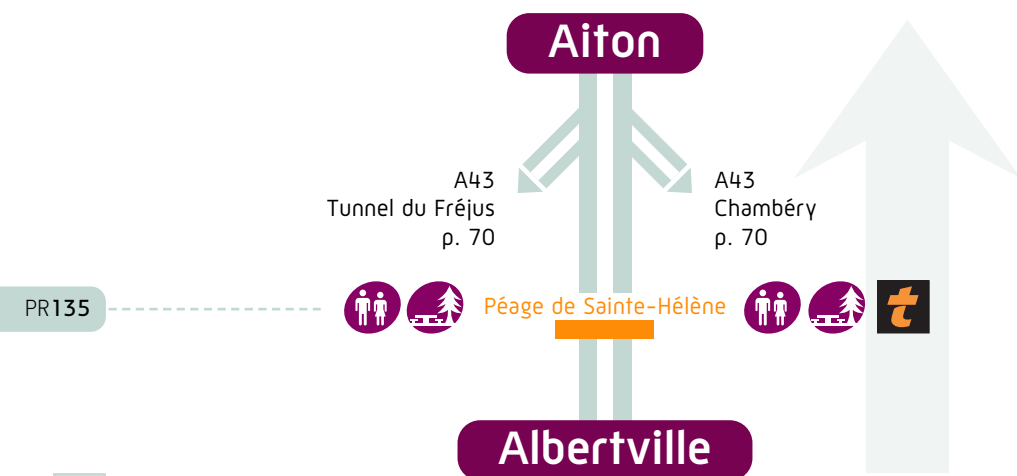 Aiton
A43
Tunnel du Fréjus
p. 70
A43
Chambéry
p. 70
PR135
Péage de Sainte-Hélène
t
Albertville